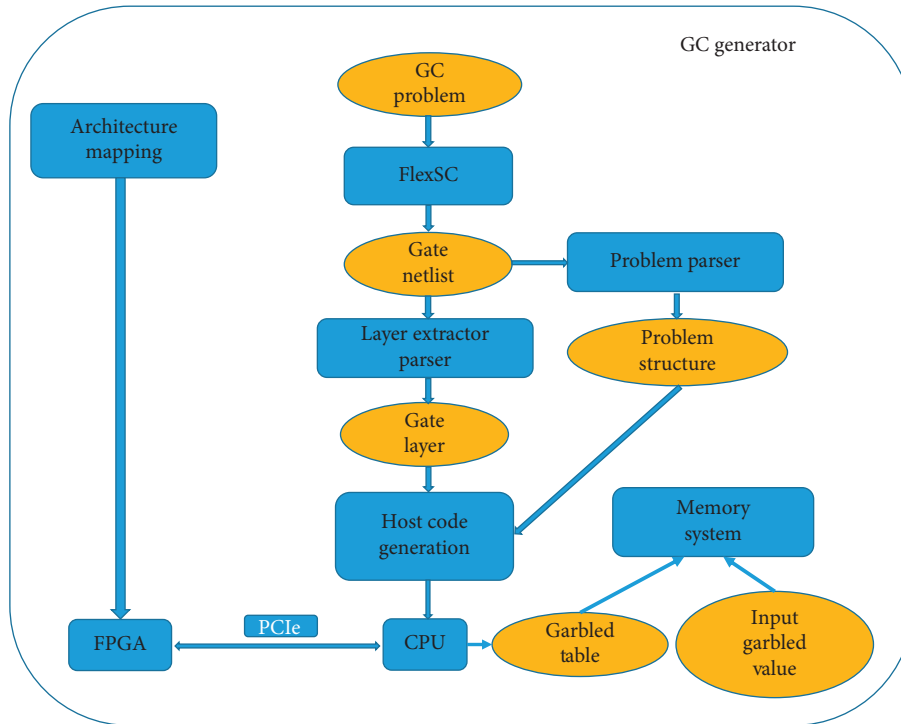 GC generator
GC
problem
Architecture
mapping
FlexSC
Gate
netlist
Problem parser
Layer extractor
parser
Problem
structure
Gate
layer
Host code
generation
Memory
system
PCIe
FPGA
CPU
Garbled
table
Input
garbled
value